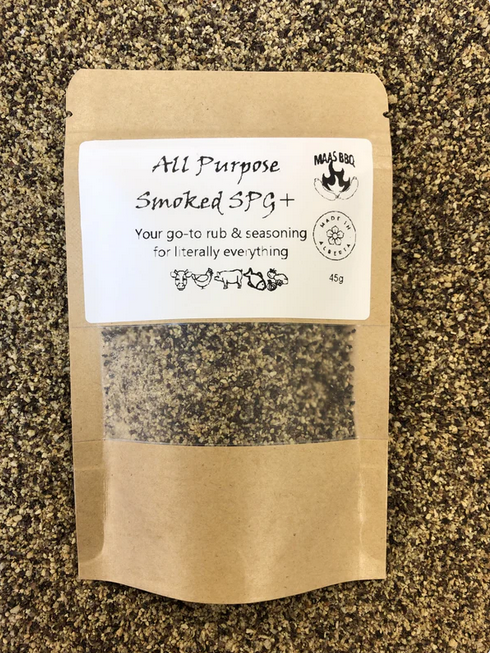 All Purpose
Smoked SPG+
MAAS BBQ
Your go-to rub & seasoning
for literally everything
MADE IN
ALBERTA
45g